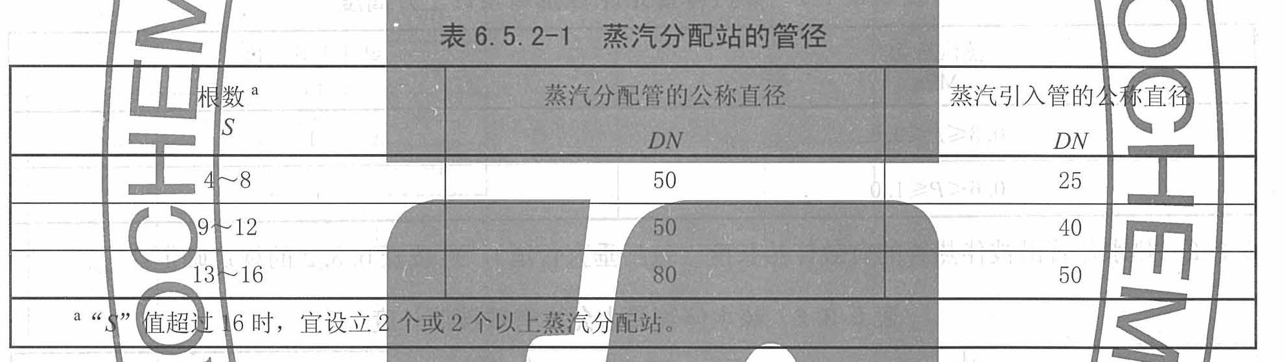 表 6.5.2-1 蒸汽分配站的管径
根数ᵃ 蒸汽分配管的公称直径 蒸汽引入管的公称直径
S DN DN
4～8 50 25
9～12 50 40
13～16 80 50
ᵃ “S”值超过 16 时，宜设立 2 个或 2 个以上蒸汽分配站。
OCHEM
OCHEM